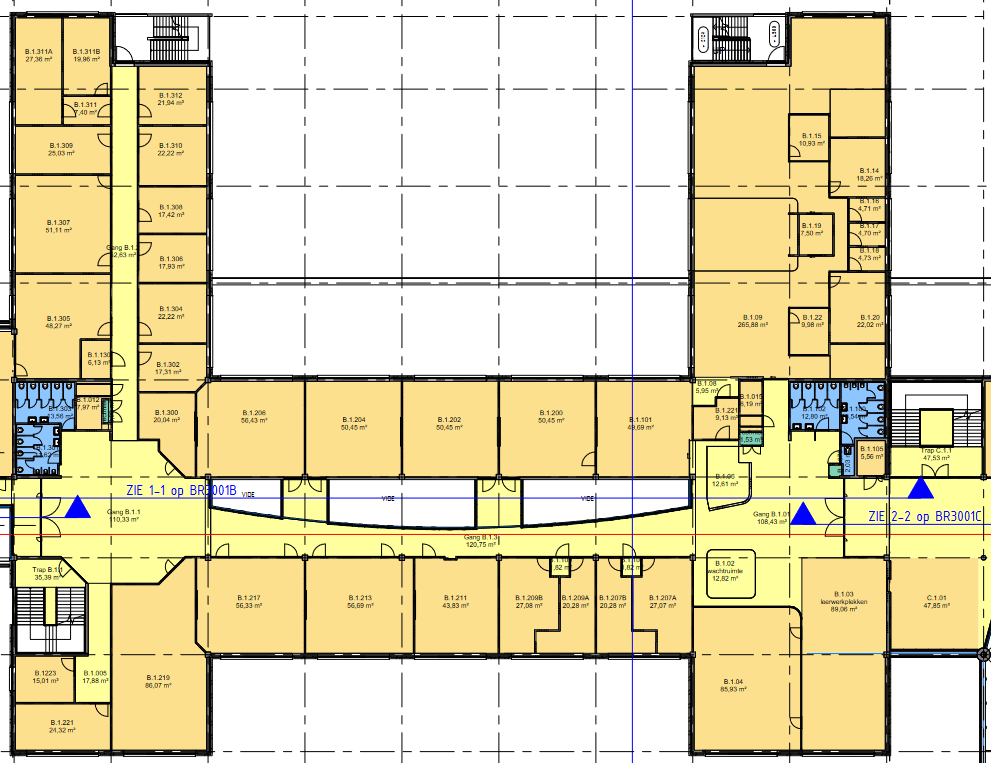 B.1.311A
27,36 m²
B.1.311B
19,96 m²
B.1.311
7,40 m²
B.1.312
21,94 m²
B.1.309
25,03 m²
B.1.310
22,22 m²
B.1.307
51,11 m²
B.1.308
17,42 m²
B.1.306
17,93 m²
B.1.305
48,27 m²
B.1.304
22,22 m²
B.1.130
6,13 m²
B.1.302
17,31 m²
B.1.012
7,97 m²
B.1.300
20,04 m²
B.1.206
56,43 m²
B.1.204
50,45 m²
B.1.202
50,45 m²
B.1.200
50,45 m²
B.1.101
49,69 m²
B.1.15
10,93 m²
B.1.14
18,26 m²
B.1.16
4,71 m²
B.1.17
4,70 m²
B.1.18
4,73 m²
B.1.19
7,50 m²
B.1.09
265,88 m²
B.1.22
9,98 m²
B.1.20
22,02 m²
B.1.08
5,95 m²
B.1.221
9,13 m²
B.1.015
6,19 m²
12,80 m²
B.1.105
5,56 m²
Trap C.1.1
47,53 m²
12,61 m²
ZIE 1-1 op BR3001B
VIDE
VIDE
VIDE
Gang B.1.1
110,33 m²
Gang B.1.3
120,75 m²
Gang B.1.01
108,43 m²
ZIE 2-2 op BR3001C
Trap B.1.1
35,39 m²
B.1.217
56,33 m²
B.1.213
56,69 m²
B.1.211
43,83 m²
B.1.209B
27,08 m²
B.1.209A
20,28 m²
B.1.207B
20,28 m²
B.1.207A
27,07 m²
B.1.02
wachtruimte
12,82 m²
B.1.03
leerwerkplekken
89,06 m²
C.1.01
47,85 m²
B.1223
15,01 m²
B.1.005
17,88 m²
B.1.219
86,07 m²
B.1.04
85,93 m²
B.1.221
24,32 m²